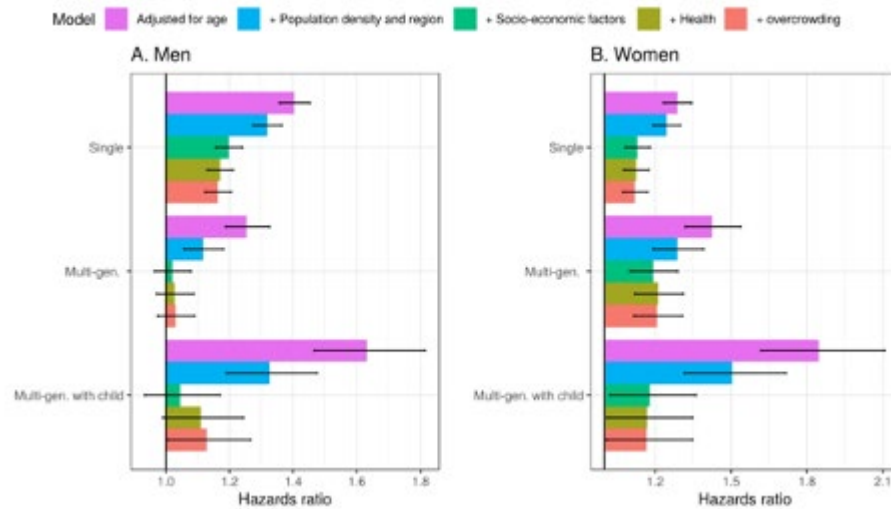 Model Adjusted for age + Population density and region + Socio-economic factors + Health + overcrowding
A. Men
Single
Multi-gen.
Multi-gen. with child
1.0 1.2 1.4 1.6 1.8
Hazards ratio
B. Women
Single
Multi-gen.
Multi-gen. with child
1.2 1.5 1.8 2.1
Hazards ratio